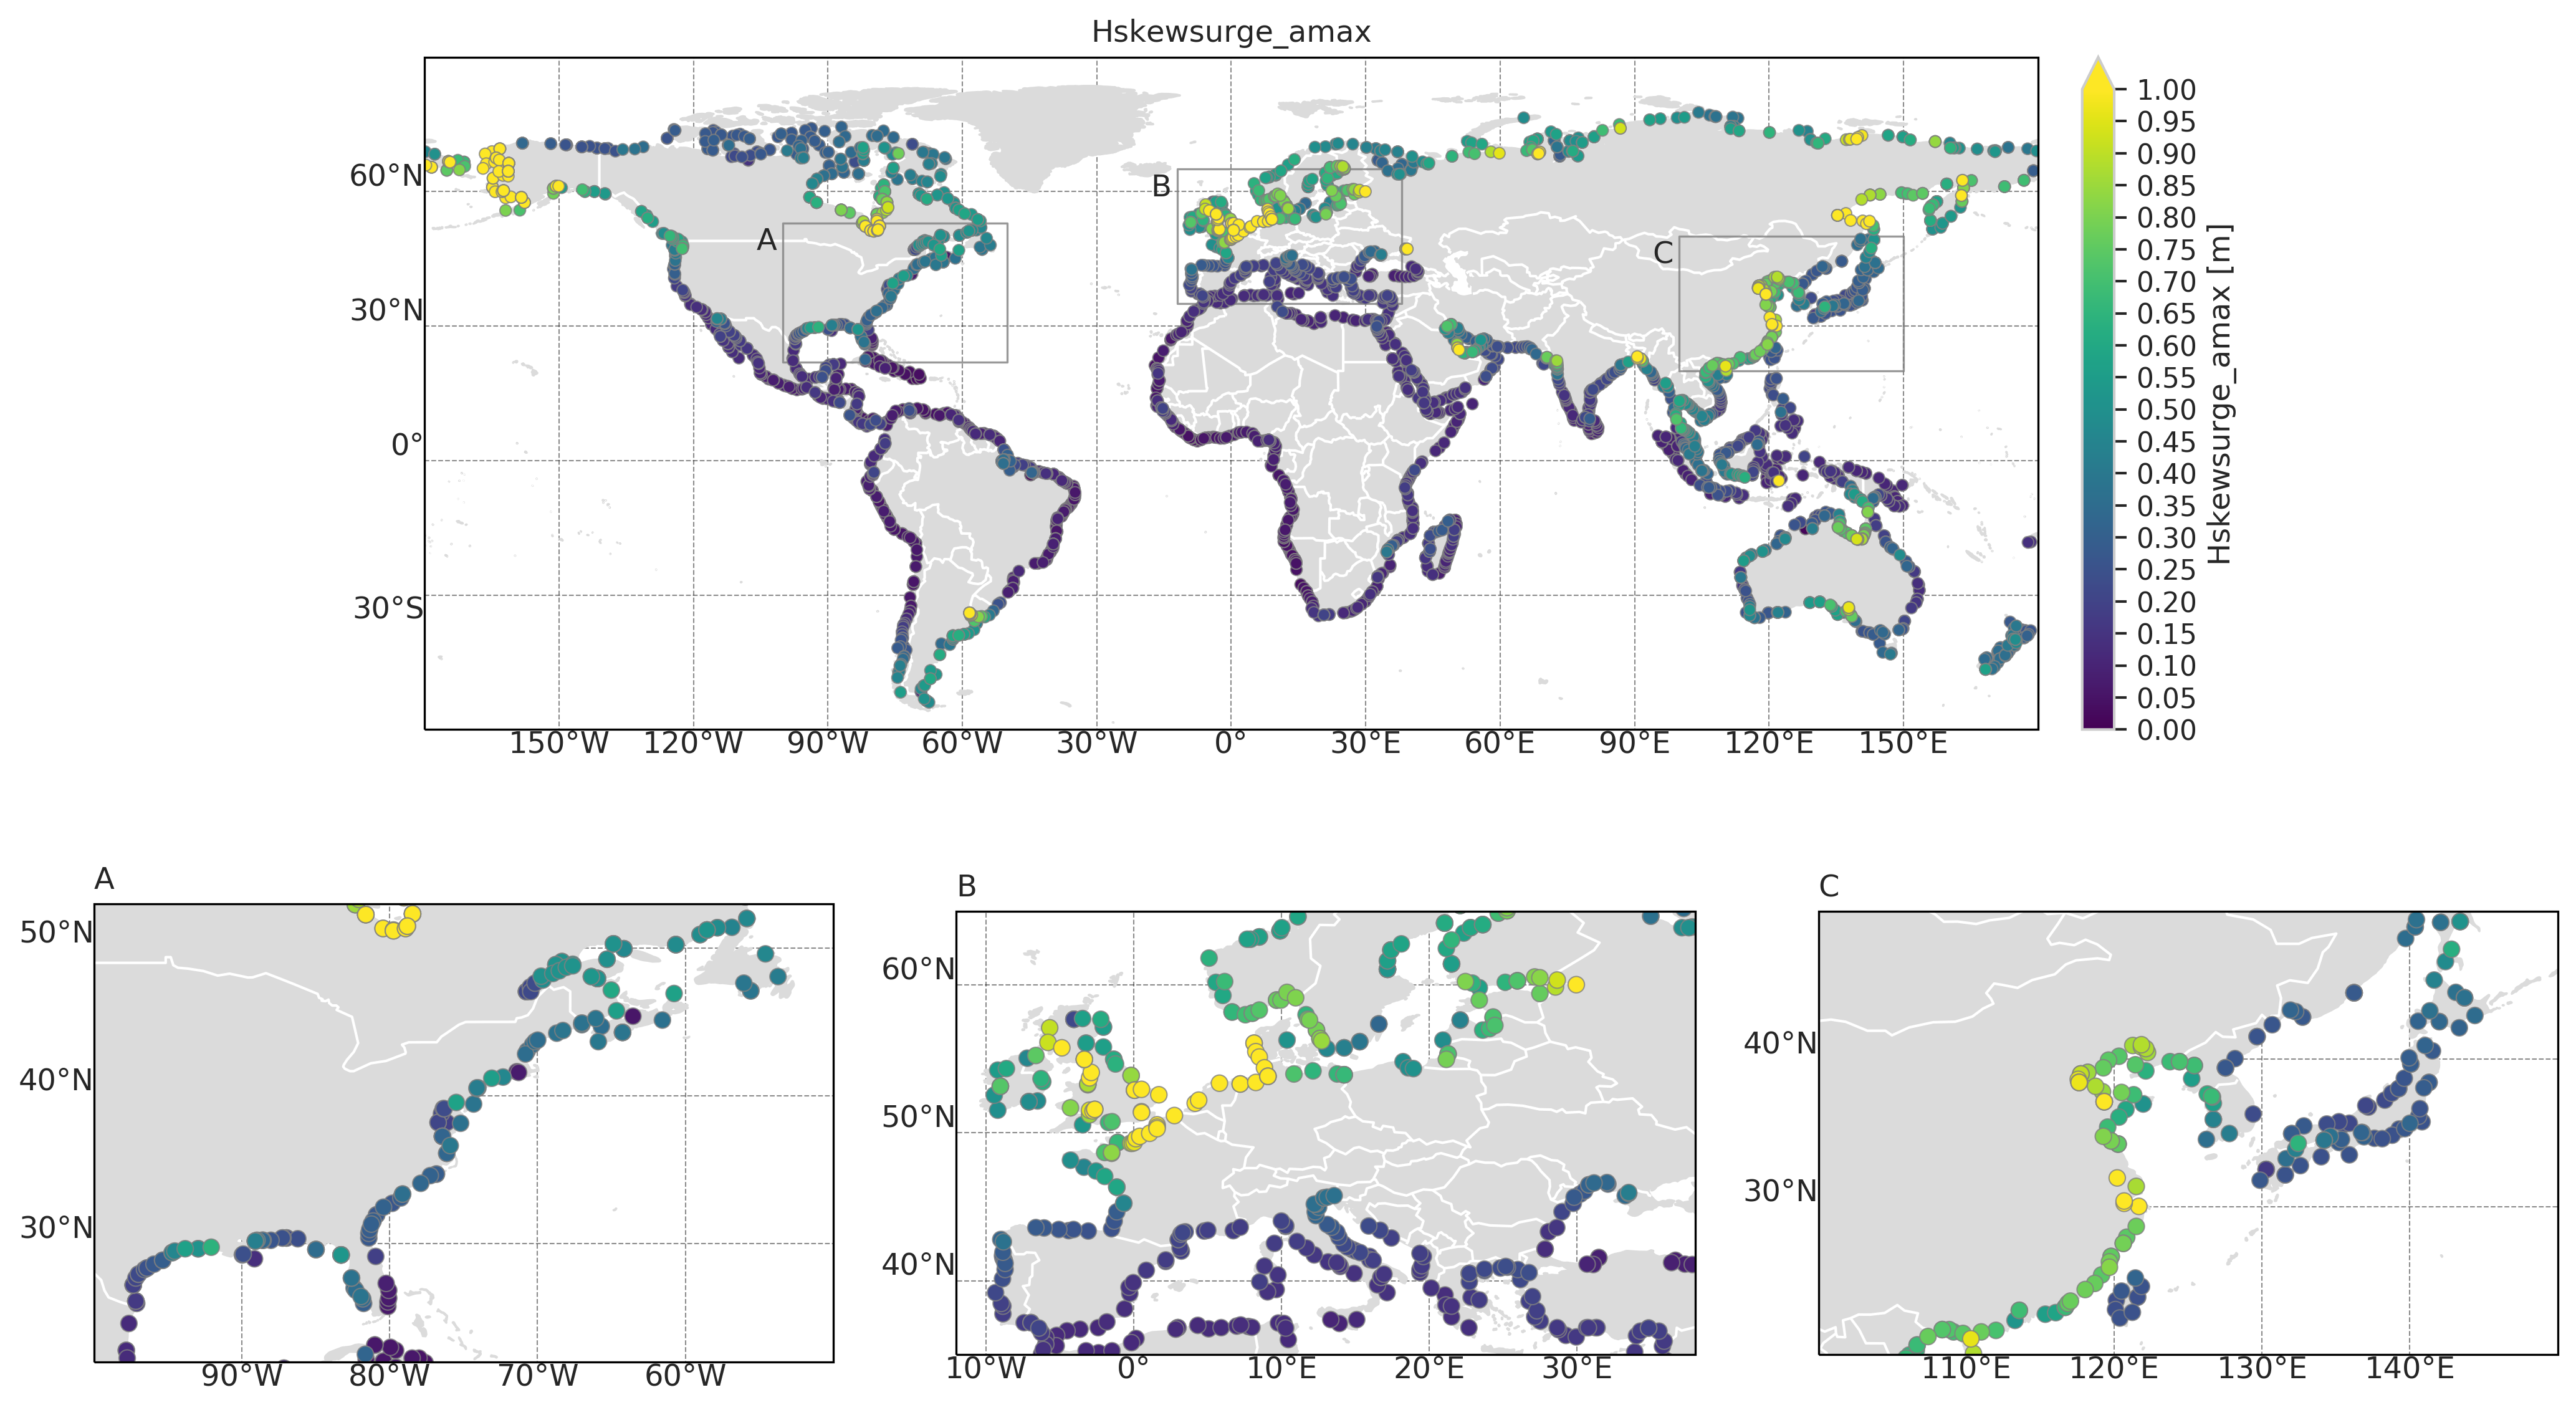 Hskewsurge_amax
60°N
30°N
0°
30°S
150°W 120°W 90°W 60°W 30°W 0° 30°E 60°E 90°E 120°E 150°E
A
B
C
1.00
0.95
0.90
0.85
0.80
0.75
0.70
0.65
0.60
0.55
0.50
0.45
0.40
0.35
0.30
0.25
0.20
0.15
0.10
0.05
0.00
Hskewsurge_amax [m]
A
50°N
40°N
30°N
90°W 80°W 70°W 60°W
B
60°N
50°N
40°N
10°W 0° 10°E 20°E 30°E
C
40°N
30°N
110°E 120°E 130°E 140°E